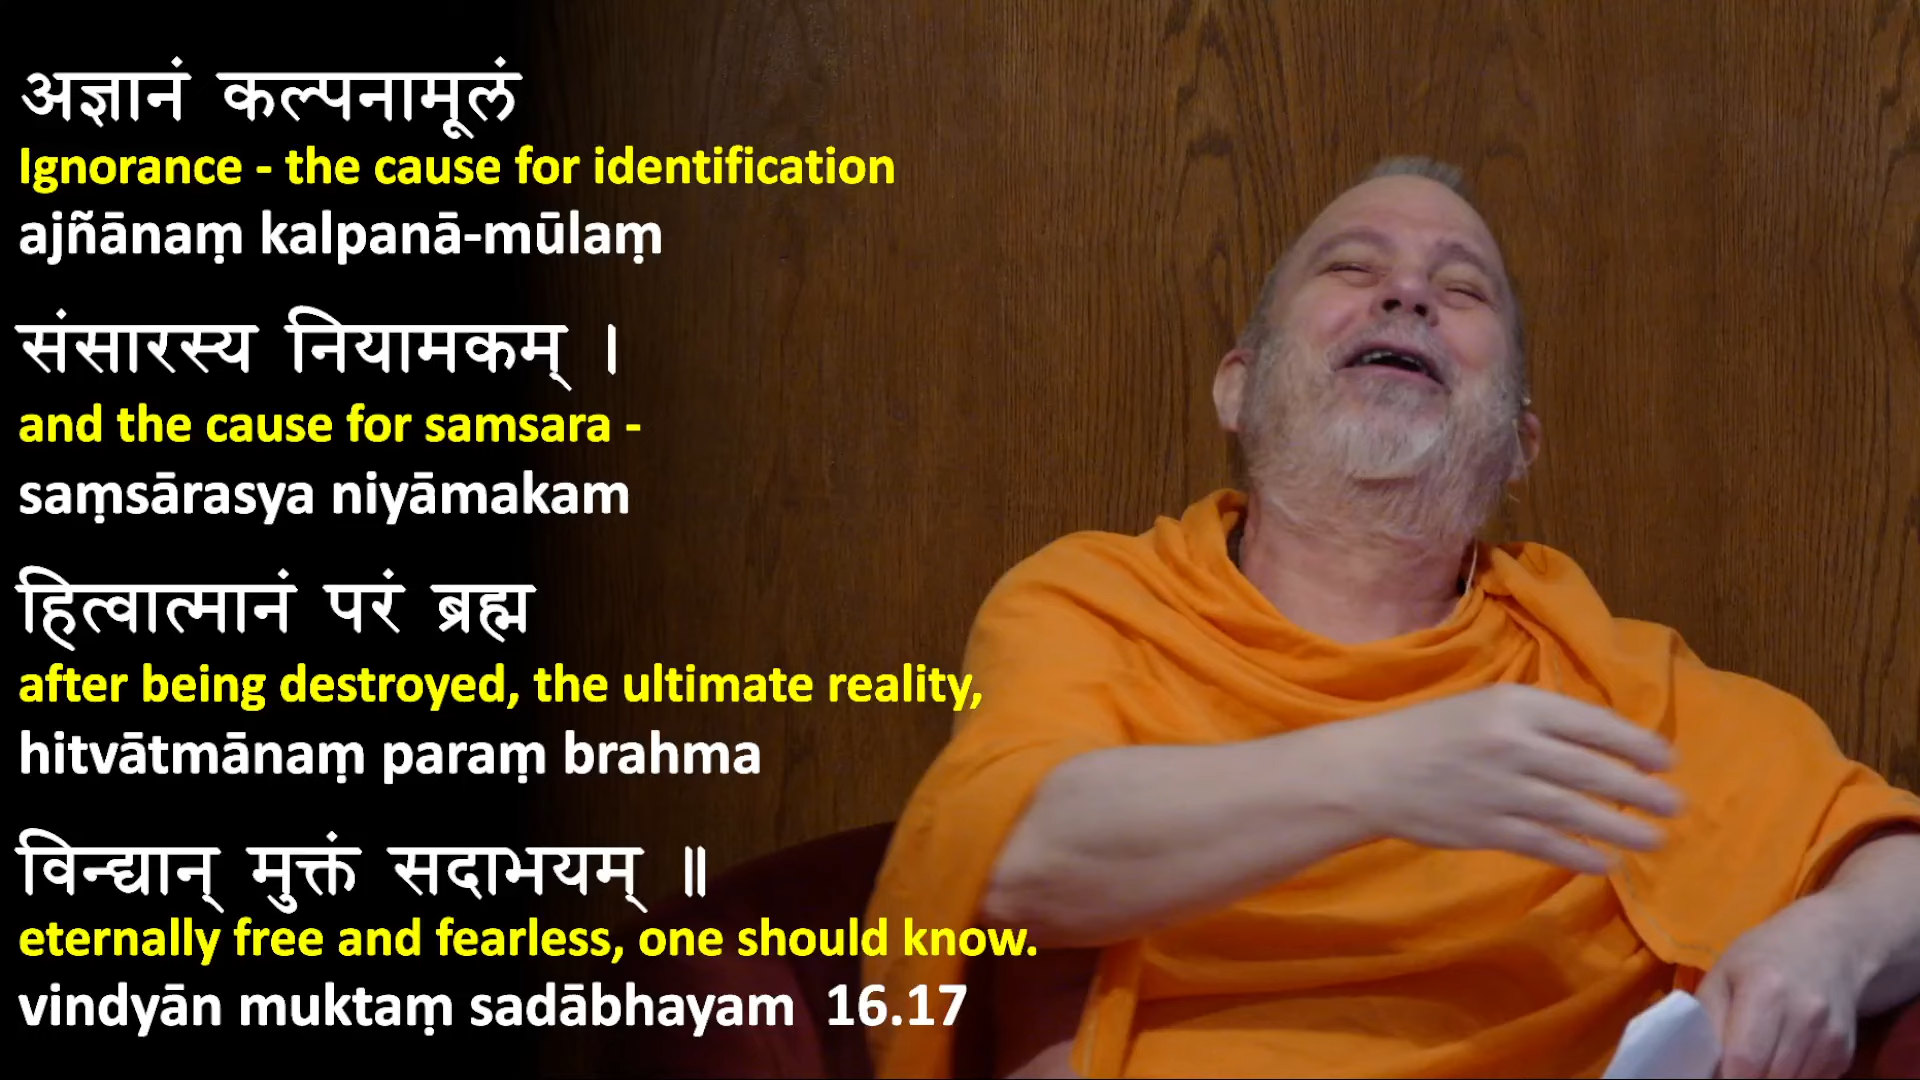 अज्ञानं कल्पनामूलं
Ignorance - the cause for identification
ajñānaṃ kalpanā-mūlaṃ
संसारस्य नियामकम् ।
and the cause for samsara -
saṃsārasya niyāmakam
हित्वात्मानं परं ब्रह्म
after being destroyed, the ultimate reality,
hitvātmānaṃ paraṃ brahma
विन्द्यान् मुक्तं सदाभयम् ॥
eternally free and fearless, one should know.
vindyān muktaṃ sadābhayam 16.17